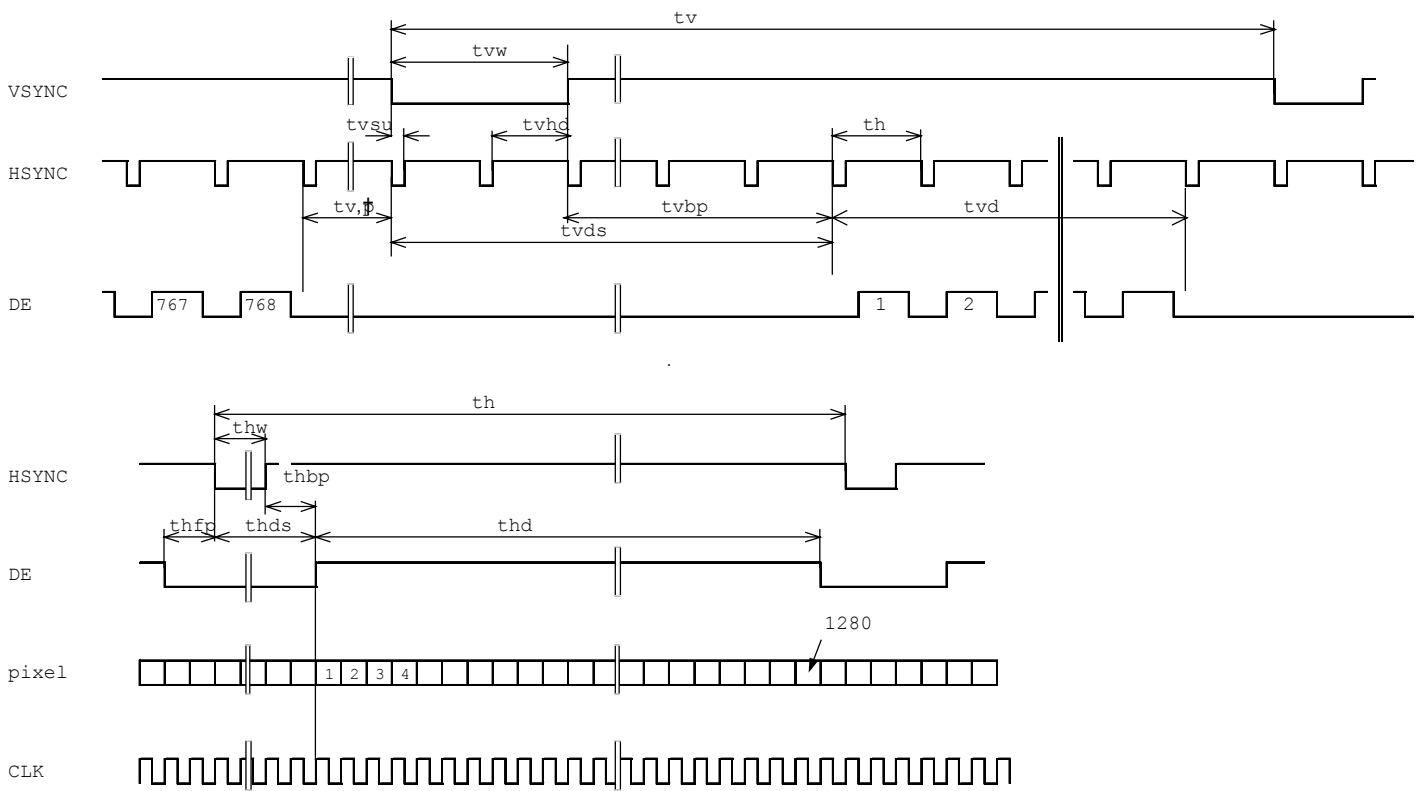 tv
tvw
VSYNC
tvsu tvhd th
HSYNC
tvbp tvd
tvds
DE 767 768 1 2
th
thw
HSYNC thbp
thfp thds thd
DE
1280
pixel 1 2 3 4
CLK